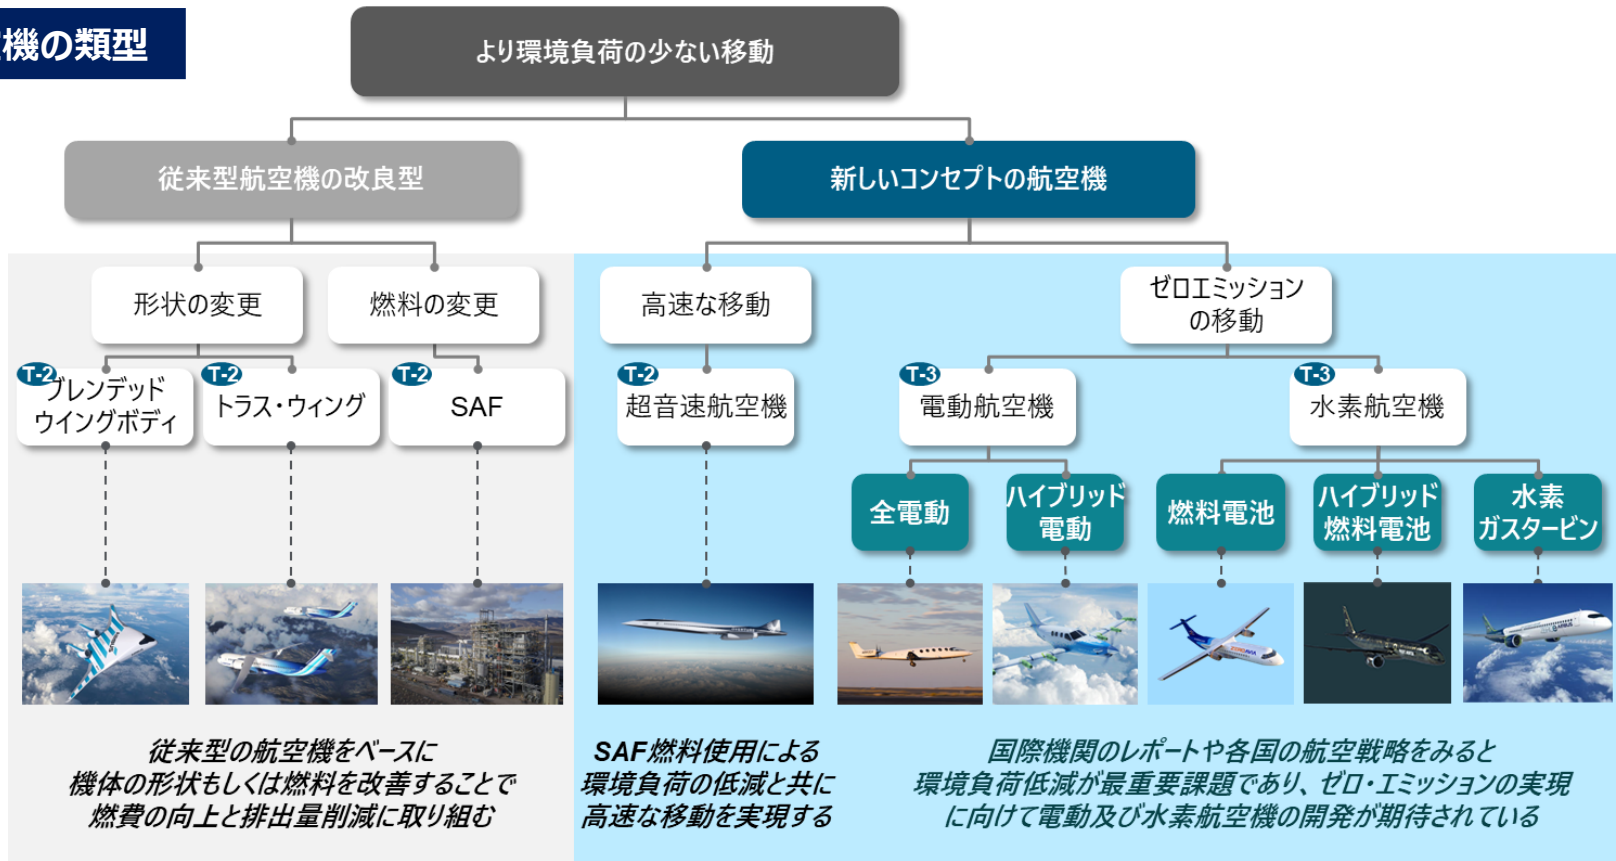 機の類型
より環境負荷の少ない移動
従来型航空機の改良型
新しいコンセプトの航空機
形状の変更
燃料の変更
高速な移動
ゼロエミッション
の移動
T-2
ブレンデッド
ウイングボディ
T-2
トラス・ウィング
T-2
SAF
T-2
超音速航空機
T-3
電動航空機
T-3
水素航空機
全電動
ハイブリッド
電動
燃料電池
ハイブリッド
燃料電池
水素
ガスタービン
従来型の航空機をベースに
機体の形状もしくは燃料を改善することで
燃費の向上と排出量削減に取り組む
SAF燃料使用による
環境負荷の低減と共に
高速な移動を実現する
国際機関のレポートや各国の航空戦略をみると
環境負荷低減が最重要課題であり、ゼロ・エミッションの実現
に向けて電動及び水素航空機の開発が期待されている